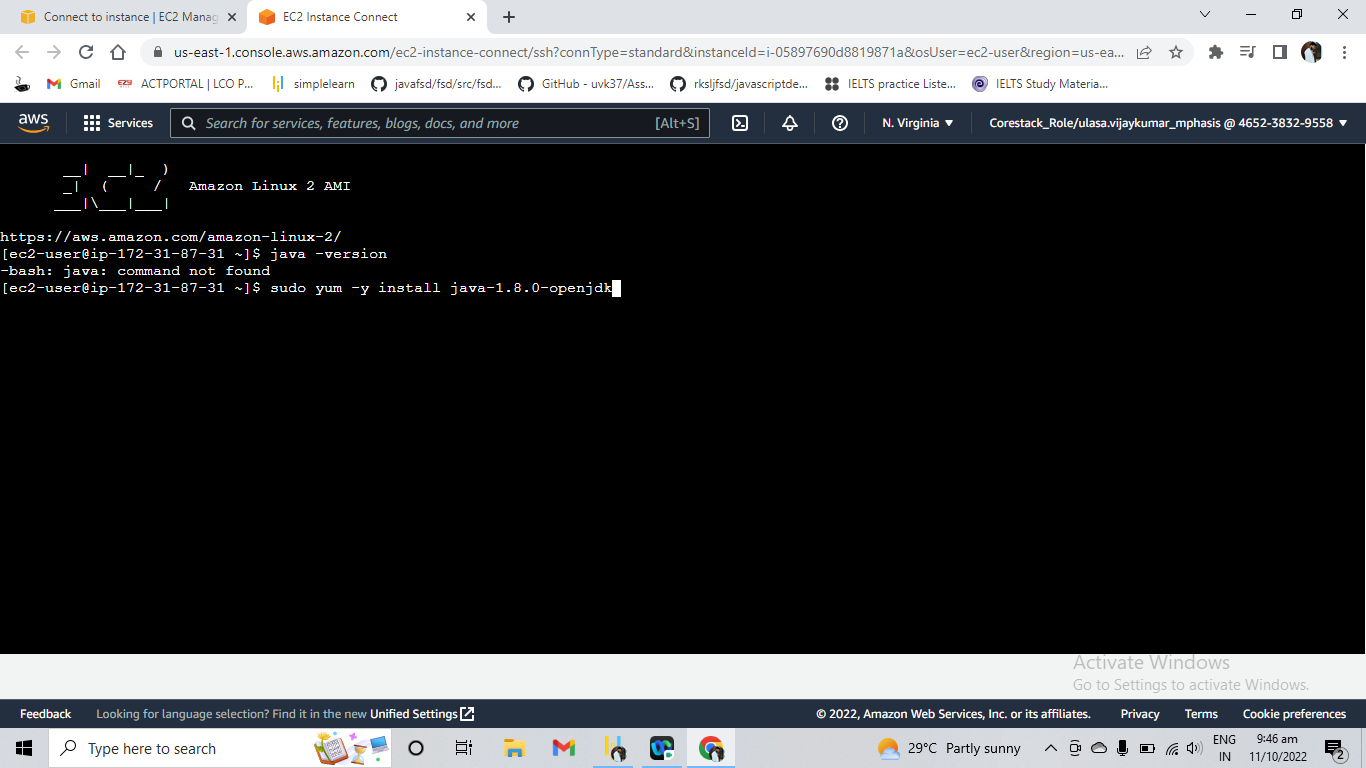 Connect to instance | EC2 Manag
EC2 Instance Connect
us-east-1.console.aws.amazon.com/ec2-instance-connect/ssh?connType=standard&instanceId=i-05897690d8819871a&osUser=ec2-user&region=us-ea...
Gmail
ACTPORTAL | LCO P...
simplelearn
javafsd/fsd/src/fsd...
GitHub - uvk37/Ass...
rksljfsd/javascriptde...
IELTS practice Liste...
IELTS Study Materia...
aws
Services
Search for services, features, blogs, docs, and more
[Alt+S]
N. Virginia
Corestack_Role/ulasa.vijaykumar_mphasis @ 4652-3832-9558
__|  __|_  )
_|  (     /   Amazon Linux 2 AMI
___|\___|___|
https://aws.amazon.com/amazon-linux-2/
[ec2-user@ip-172-31-87-31 ~]$ java -version
-bash: java: command not found
[ec2-user@ip-172-31-87-31 ~]$ sudo yum -y install java-1.8.0-openjdk
Activate Windows
Go to Settings to activate Windows.
Feedback
Looking for language selection? Find it in the new Unified Settings
© 2022, Amazon Web Services, Inc. or its affiliates.
Privacy
Terms
Cookie preferences
Type here to search
29°C Partly sunny
ENG
IN
9:46 am
11/10/2022
2